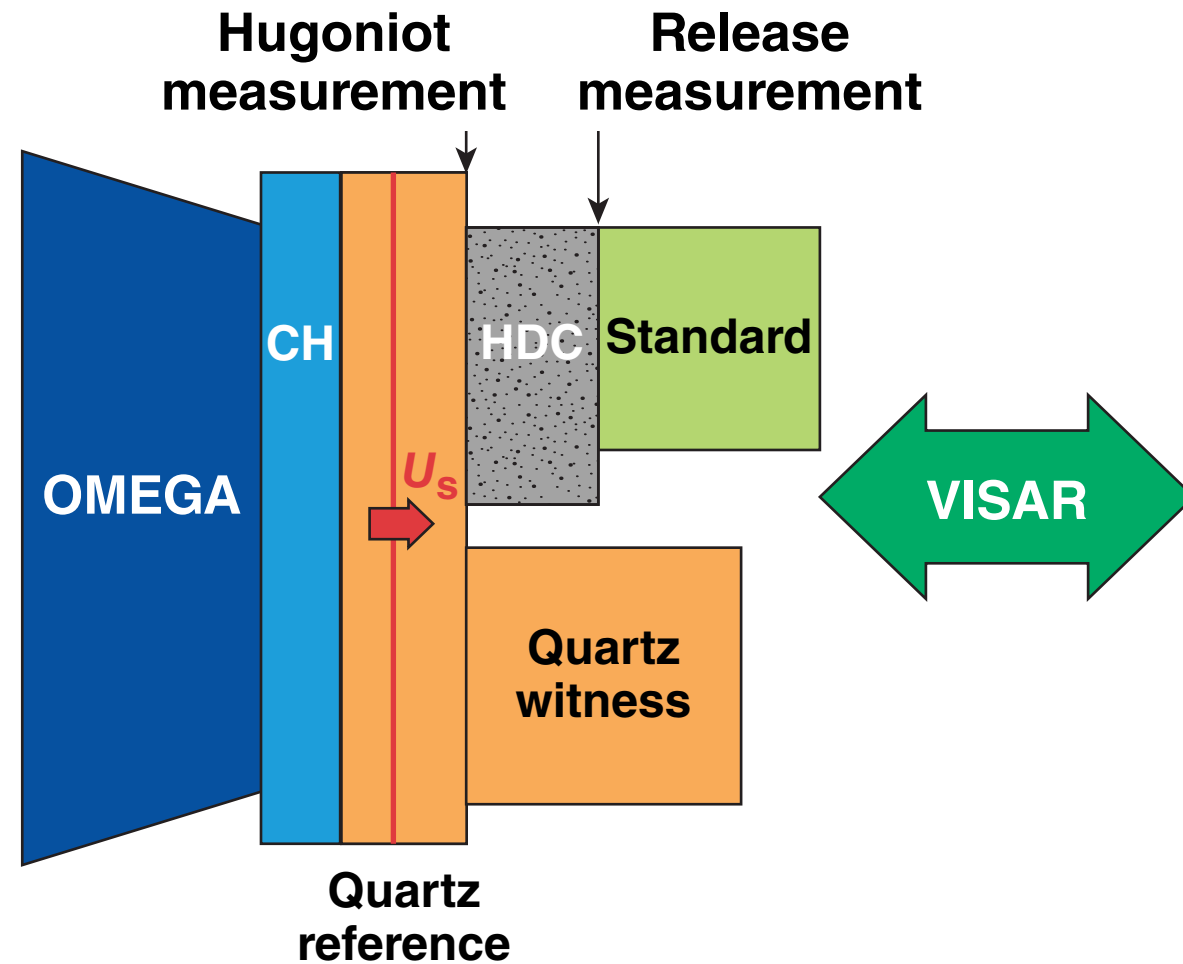 Hugoniot
measurement
Release
measurement
CH
HDC
Standard
OMEGA
Us
VISAR
Quartz
witness
Quartz
reference